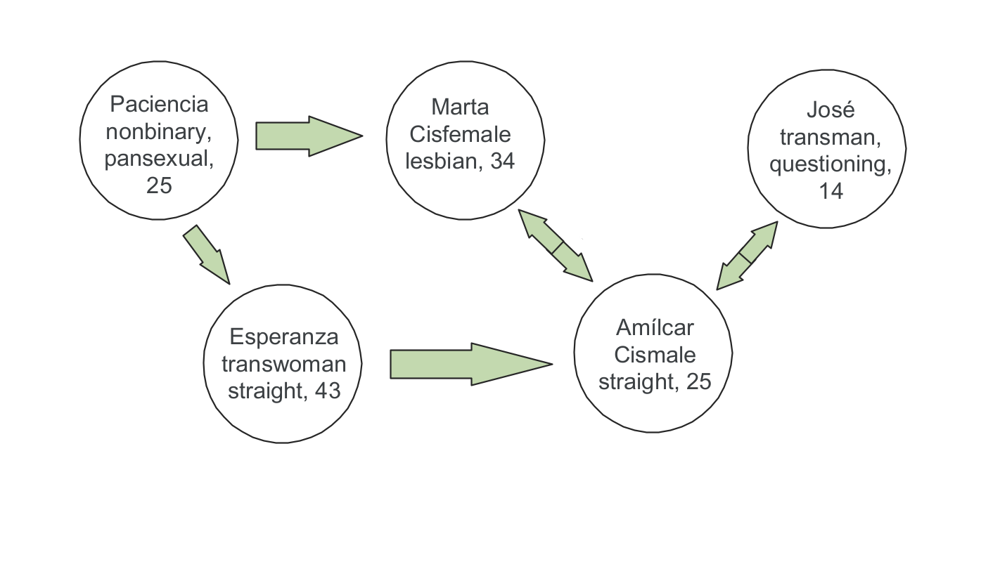 Paciencia
nonbinary,
pansexual,
25
Marta
Cisfemale
lesbian, 34
José
transman,
questioning,
14
Esperanza
transwoman
straight, 43
Amílcar
Cismale
straight, 25